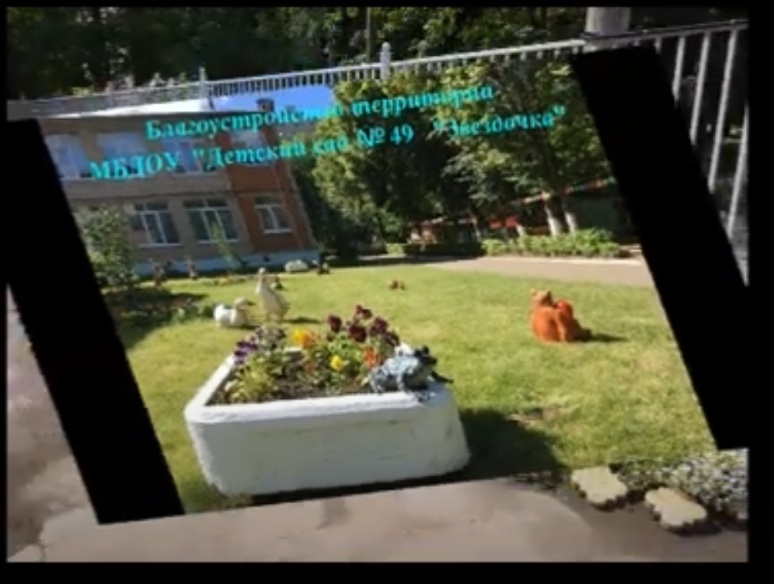 Благоустройство территории
МБДОУ "Детский сад № 49 "Звездочка"